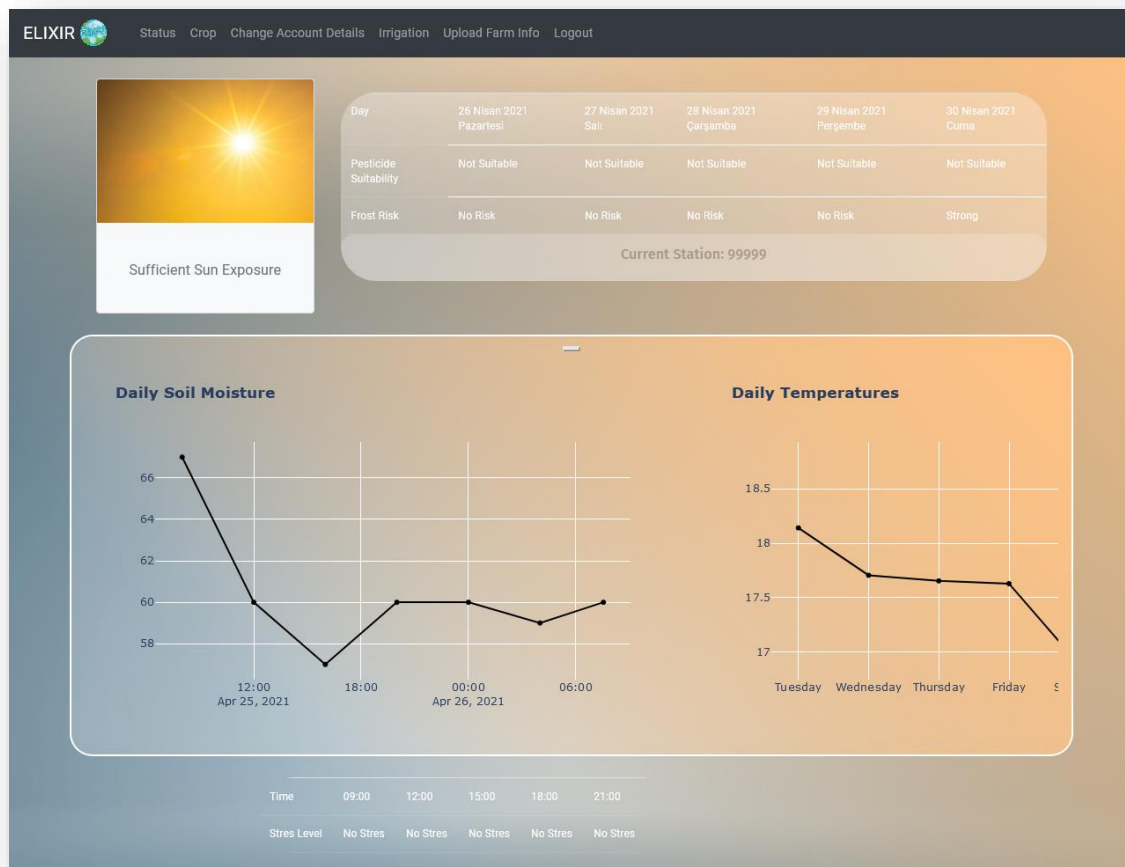 ELIXIR
Status Crop Change Account Details Irrigation Upload Farm Info Logout
Sufficient Sun Exposure
Day 26 Nisan 2021 27 Nisan 2021 28 Nisan 2021 29 Nisan 2021 30 Nisan 2021
Pazartesi Salı Çarşamba Perşembe Cuma
Pesticide Not Suitable Not Suitable Not Suitable Not Suitable Not Suitable
Suitability
Frost Risk No Risk No Risk No Risk No Risk Strong
Current Station: 99999
Daily Soil Moisture
66
64
62
60
58
12:00 18:00 00:00 06:00
Apr 25, 2021 Apr 26, 2021
Daily Temperatures
18.5
18
17.5
17
Tuesday Wednesday Thursday Friday S
Time 09:00 12:00 15:00 18:00 21:00
Stres Level No Stres No Stres No Stres No Stres No Stres